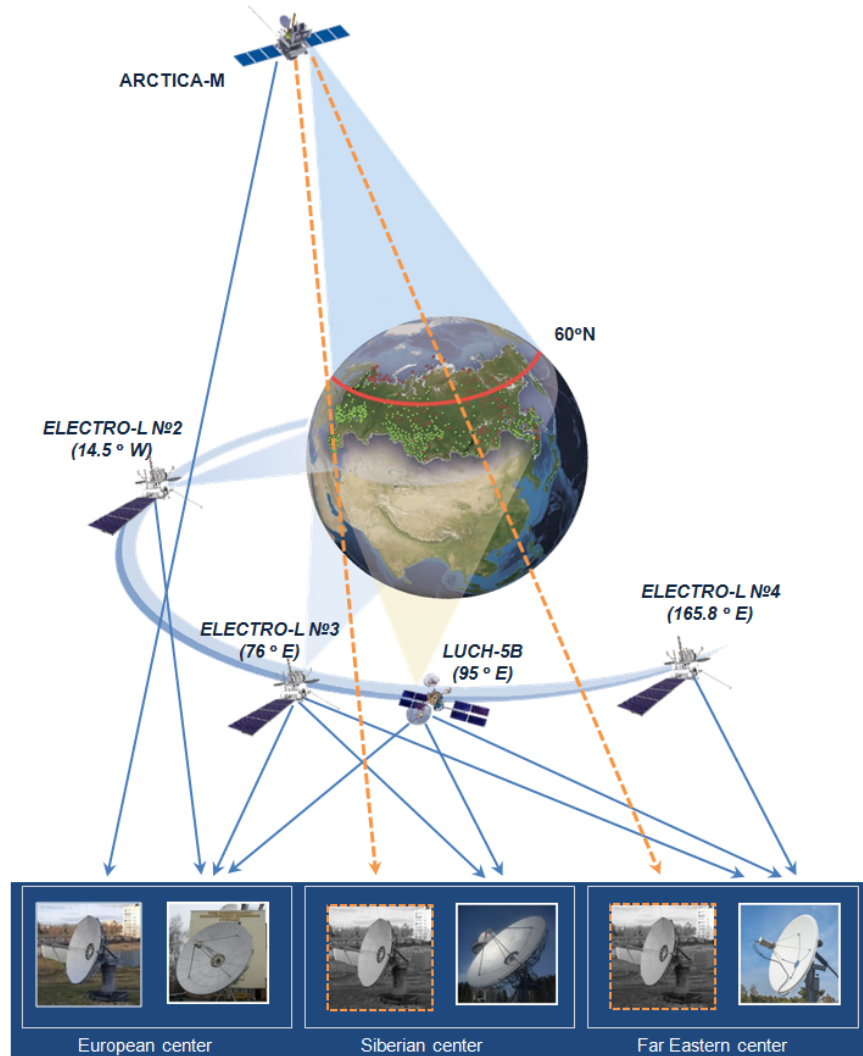 ARCTICA-M
60ºN
ELECTRO-L №2
(14.5 º W)
ELECTRO-L №4
(165.8 º E)
ELECTRO-L №3
(76 º E)
LUCH-5B
(95 º E)
European center
Siberian center
Far Eastern center